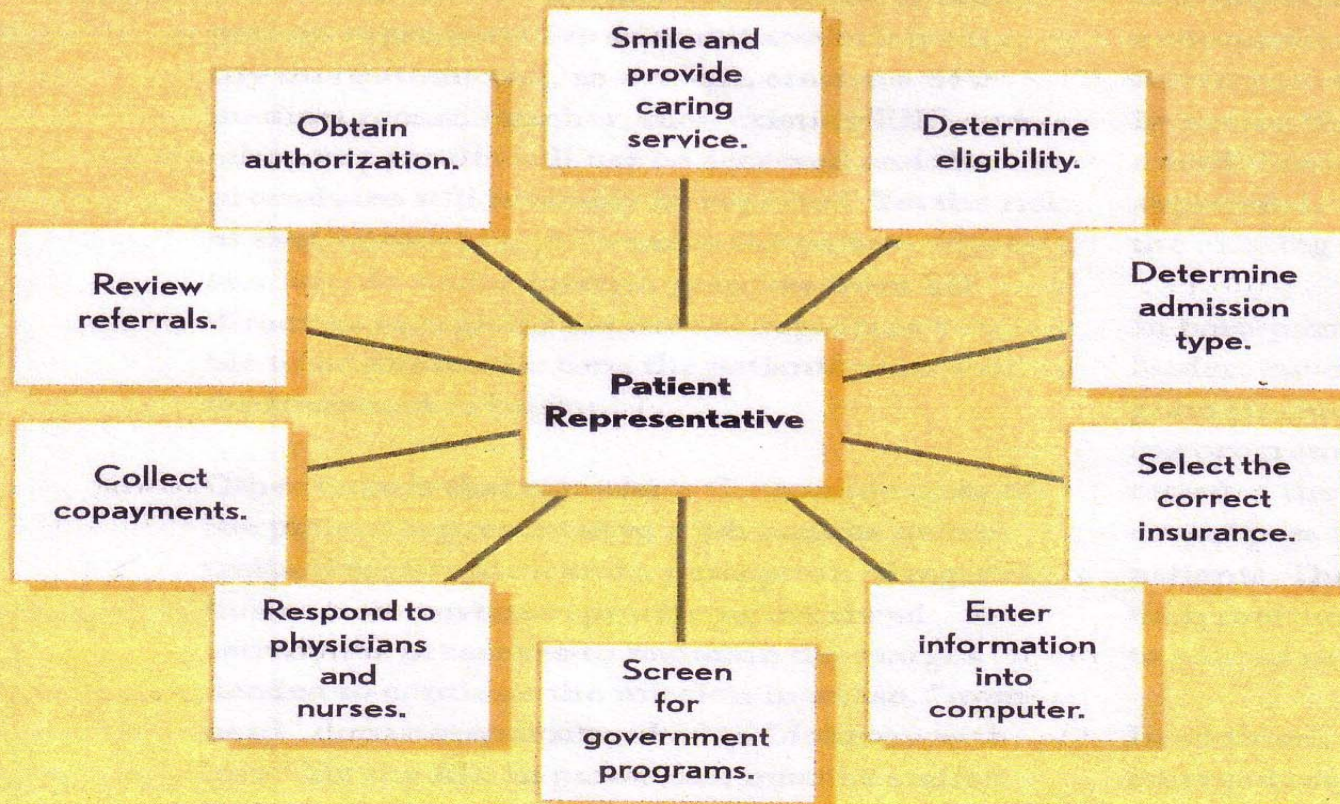 Smile and
provide
caring
service.
Determine
eligibility.
Determine
admission
type.
Select the
correct
insurance.
Enter
information
into
computer.
Screen
for
government
programs.
Respond to
physicians
and
nurses.
Collect
copayments.
Review
referrals.
Obtain
authorization.
Patient
Representative